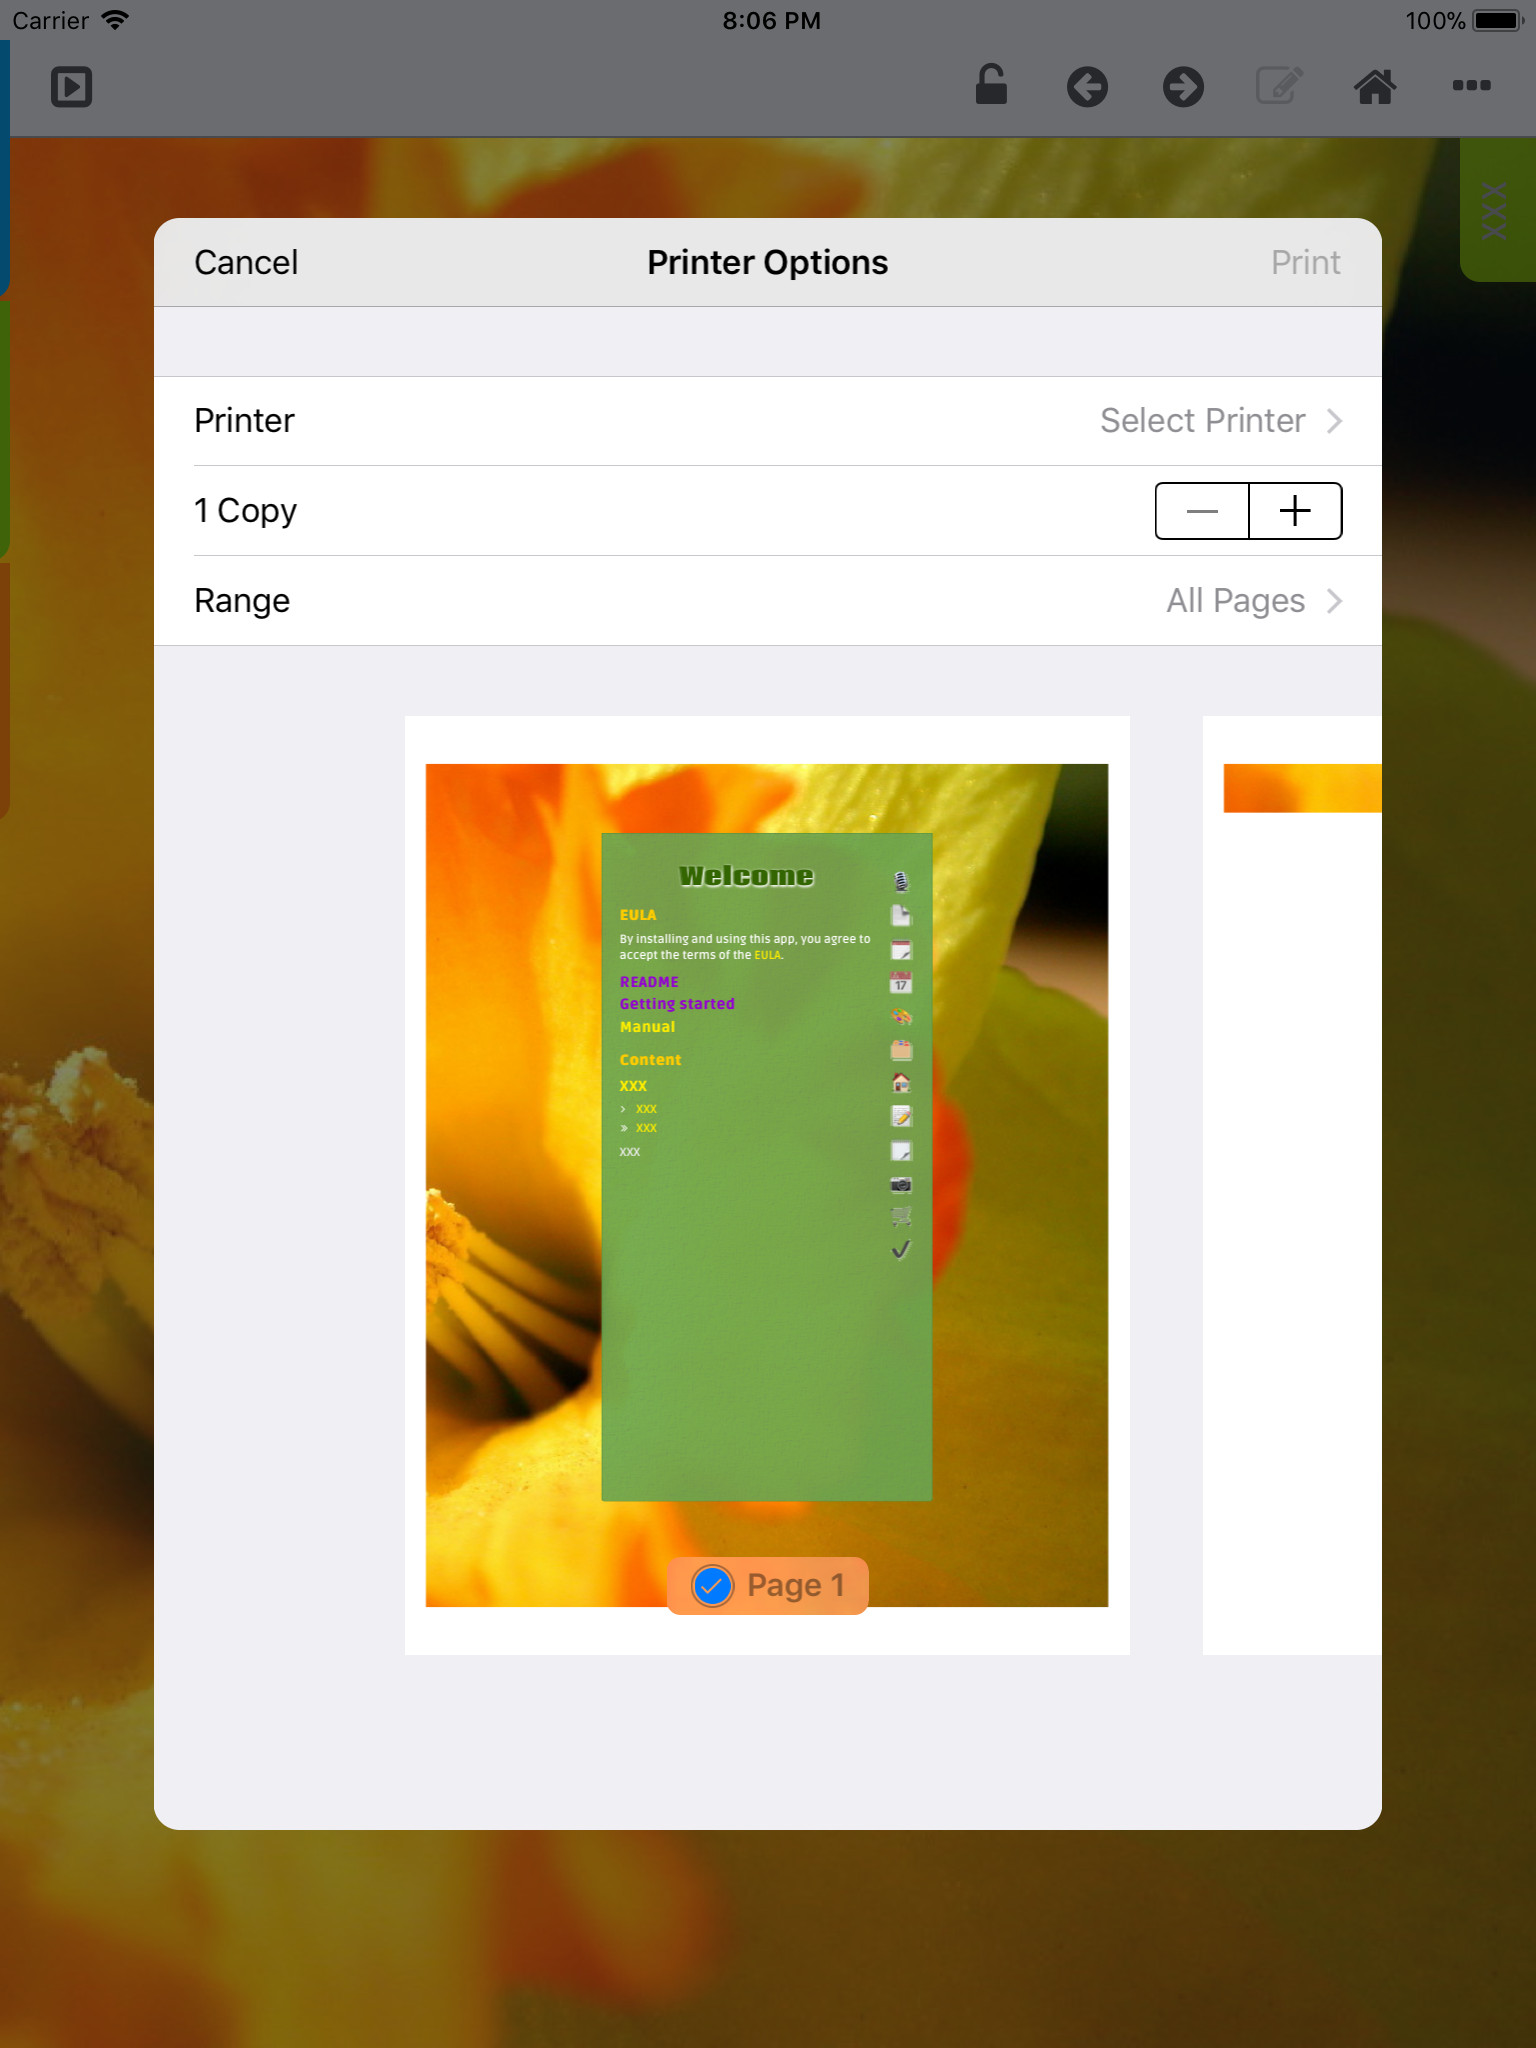 Carrier 8:06 PM 100%
XXX
Cancel Printer Options Print
Printer Select Printer
1 Copy
Range All Pages
Welcome
EULA
By installing and using this app, you agree to
accept the terms of the EULA.
README
Getting started
17
Manual
Content
XXX
› XXX
» XXX
XXX
Page 1